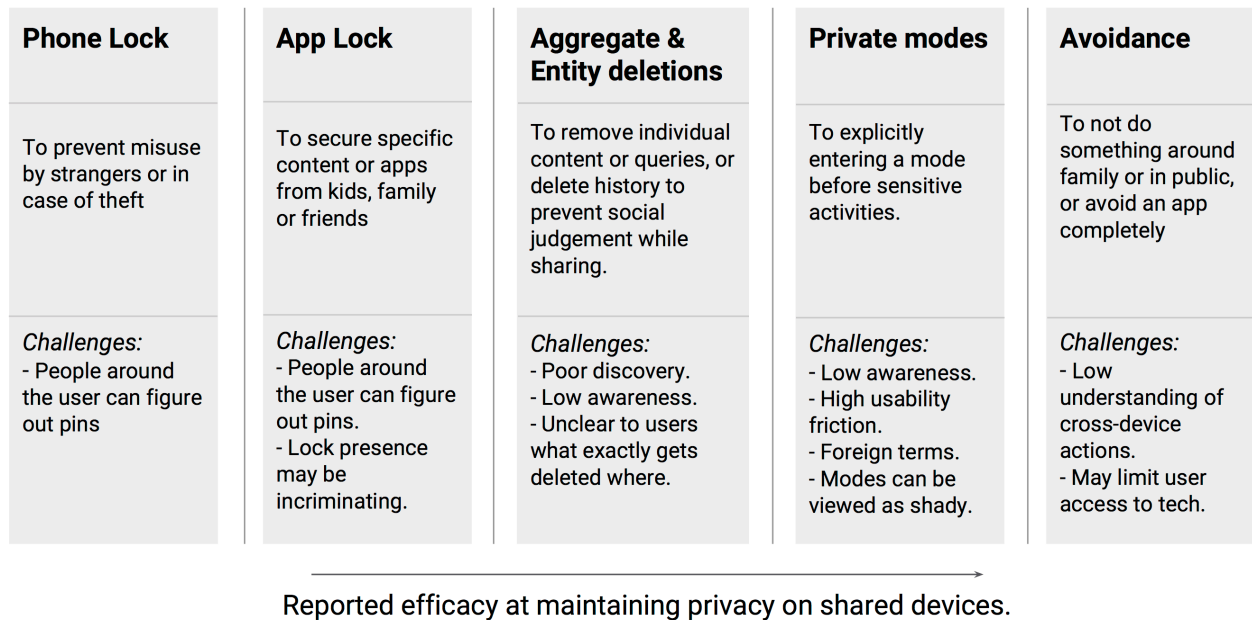 Phone Lock
To prevent misuse
by strangers or in
case of theft
Challenges:
- People around
the user can figure
out pins
App Lock
To secure specific
content or apps
from kids, family
or friends
Challenges:
- People around
the user can figure
out pins.
- Lock presence
may be
incriminating.
Aggregate &
Entity deletions
To remove individual
content or queries, or
delete history to
prevent social
judgement while
sharing.
Challenges:
- Poor discovery.
- Low awareness.
- Unclear to users
what exactly gets
deleted where.
Private modes
To explicitly
entering a mode
before sensitive
activities.
Challenges:
- Low awareness.
- High usability
friction.
- Foreign terms.
- Modes can be
viewed as shady.
Avoidance
To not do
something around
family or in public,
or avoid an app
completely
Challenges:
- Low
understanding of
cross-device
actions.
- May limit user
access to tech.
Reported efficacy at maintaining privacy on shared devices.